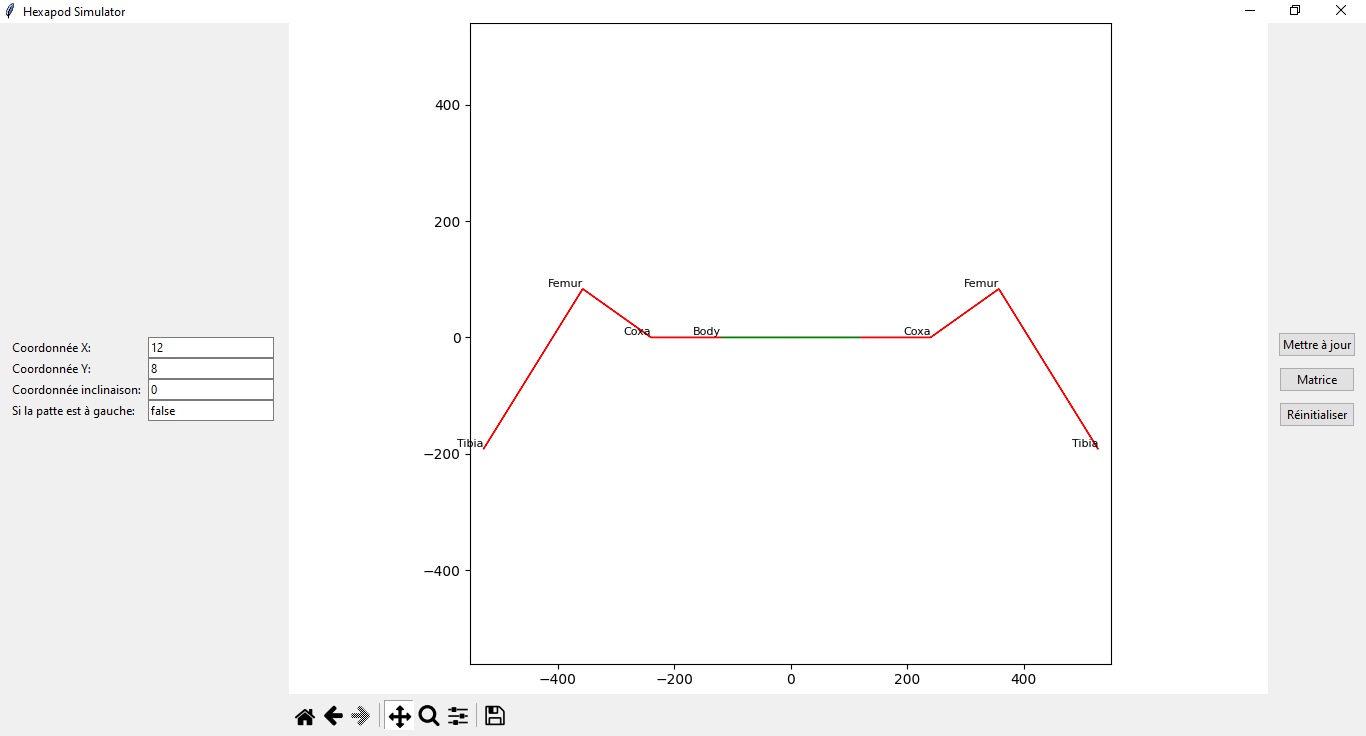 Hexapod Simulator
Coordonnée X: 12
Coordonnée Y: 8
Coordonnée inclinaison: 0
Si la patte est à gauche: false
400
200
0
−200
−400
−400 −200 0 200 400
Femur Femur
Coxa Body Coxa
Tibia Tibia
Mettre à jour
Matrice
Réinitialiser